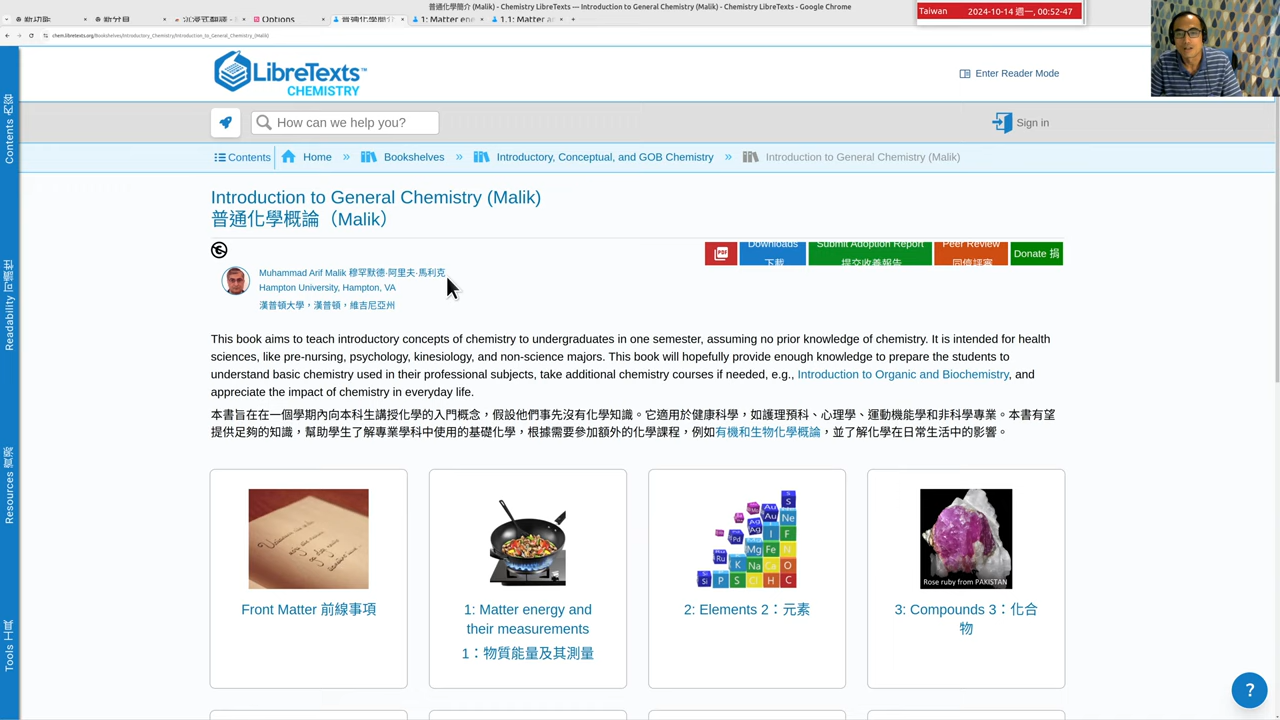 普通化學簡介 (Malik) - Chemistry LibreTexts — Introduction to General Chemistry (Malik) - Chemistry LibreTexts - Google Chrome
Taiwan 2024-10-14 週一, 00:52-47
Options
1: Matter en
1.1: Matter a
chem.libretexts.org/Bookshelves/Introductory_Chemistry/Introduction_to_General_Chemistry_(Malik)
LibreTexts™
CHEMISTRY
Enter Reader Mode
How can we help you?
Sign in
Contents Home » Bookshelves » Introductory, Conceptual, and GOB Chemistry » Introduction to General Chemistry (Malik)
Introduction to General Chemistry (Malik)
普通化學概論（Malik）
Downloads
下載
Submit Adoption Report
提交收養報告
Peer Review
同儕評審
Donate 捐
Muhammad Arif Malik 穆罕默德·阿里夫·馬利克
Hampton University, Hampton, VA
漢普頓大學，漢普頓，維吉尼亞州
This book aims to teach introductory concepts of chemistry to undergraduates in one semester, assuming no prior knowledge of chemistry. It is intended for health
sciences, like pre-nursing, psychology, kinesiology, and non-science majors. This book will hopefully provide enough knowledge to prepare the students to
understand basic chemistry used in their professional subjects, take additional chemistry courses if needed, e.g., Introduction to Organic and Biochemistry, and
appreciate the impact of chemistry in everyday life.
本書旨在在一個學期內向本科生講授化學的入門概念，假設他們事先沒有化學知識。它適用於健康科學，如護理預科、心理學、運動機能學和非科學專業。本書有望
提供足夠的知識，幫助學生了解專業學科中使用的基礎化學，根據需要參加額外的化學課程，例如有機和生物化學概論，並了解化學在日常生活中的影響。
Rose ruby from PAKISTAN
Front Matter 前線事項
1: Matter energy and
their measurements
1：物質能量及其測量
2: Elements 2：元素
3: Compounds 3：化合
物
Contents 內容
Readability 可讀性
Resources 資源
Tools 工具
?